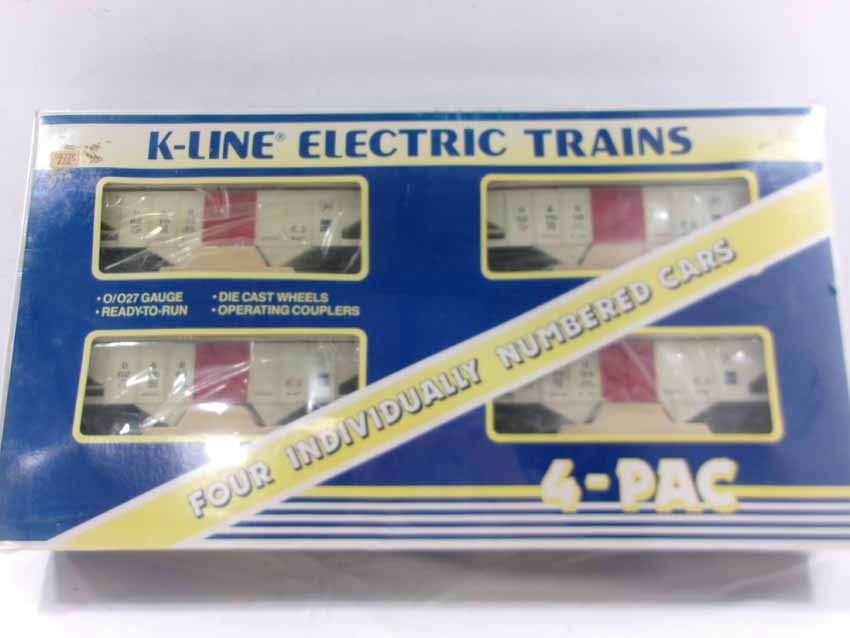 K-LINE® ELECTRIC TRAINS
• O/O27 GAUGE • DIE CAST WHEELS
• READY-TO-RUN • OPERATING COUPLERS
FOUR INDIVIDUALLY NUMBERED CARS
4-PAC